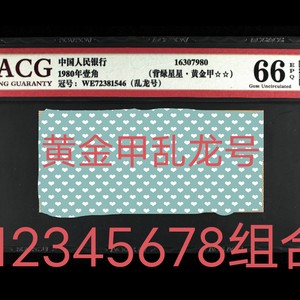 ACG
NG GUARANTY
中国人民银行
1980年壹角
冠号：WE72381546（乱龙号）
16307980
（背绿星星·黄金甲☆☆）
66
EPQ
Gem Uncirculated
黄金甲乱龙号
12345678组合